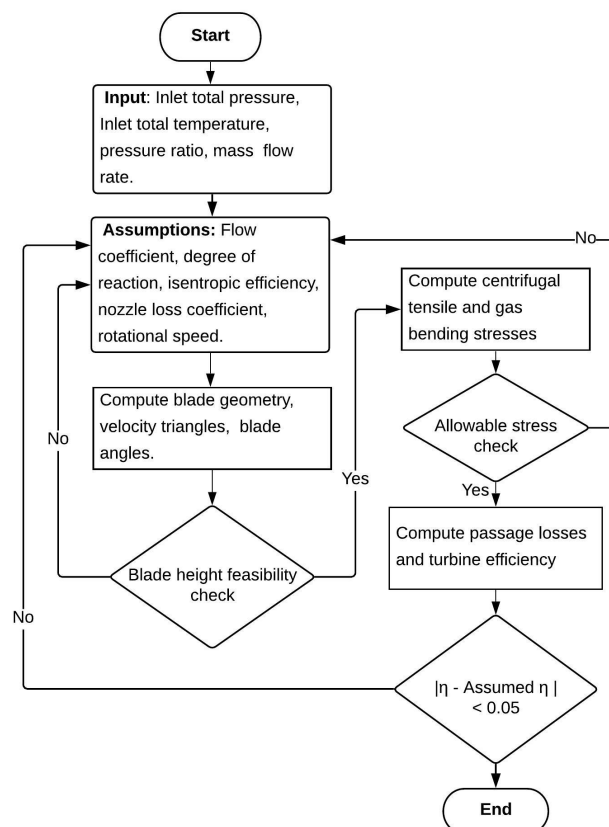 Start
Input: Inlet total pressure,
Inlet total temperature,
pressure ratio, mass flow
rate.
Assumptions: Flow
coefficient, degree of
reaction, isentropic efficiency,
nozzle loss coefficient,
rotational speed.
Compute blade geometry,
velocity triangles, blade
angles.
No
Blade height feasibility
check
Yes
No
Compute centrifugal
tensile and gas
bending stresses
Allowable stress
check
No
Yes
Compute passage losses
and turbine efficiency
|η - Assumed η |
< 0.05
End